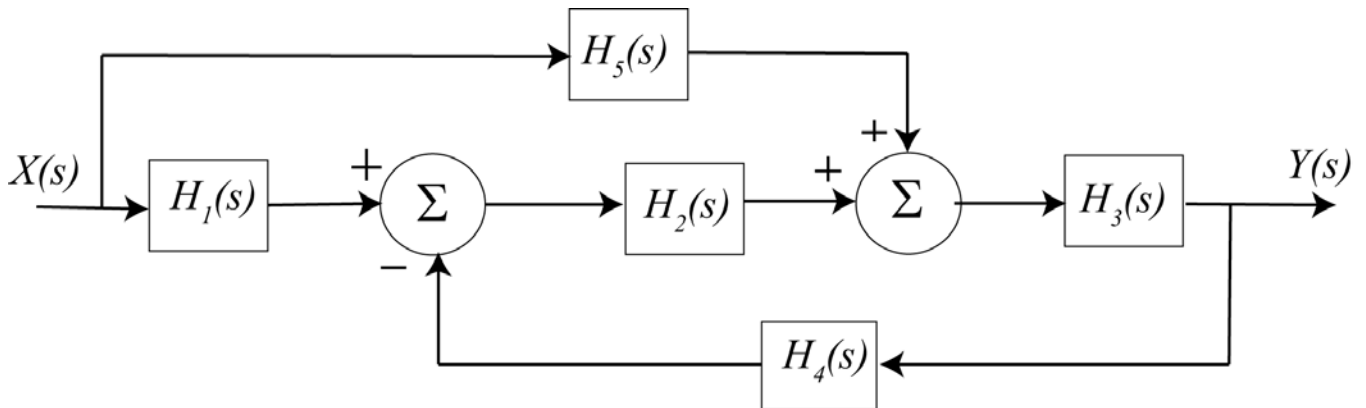 H₅(s)
+
X(s) H₁(s) + Σ H₂(s) + Σ H₃(s) Y(s)
−
H₄(s)